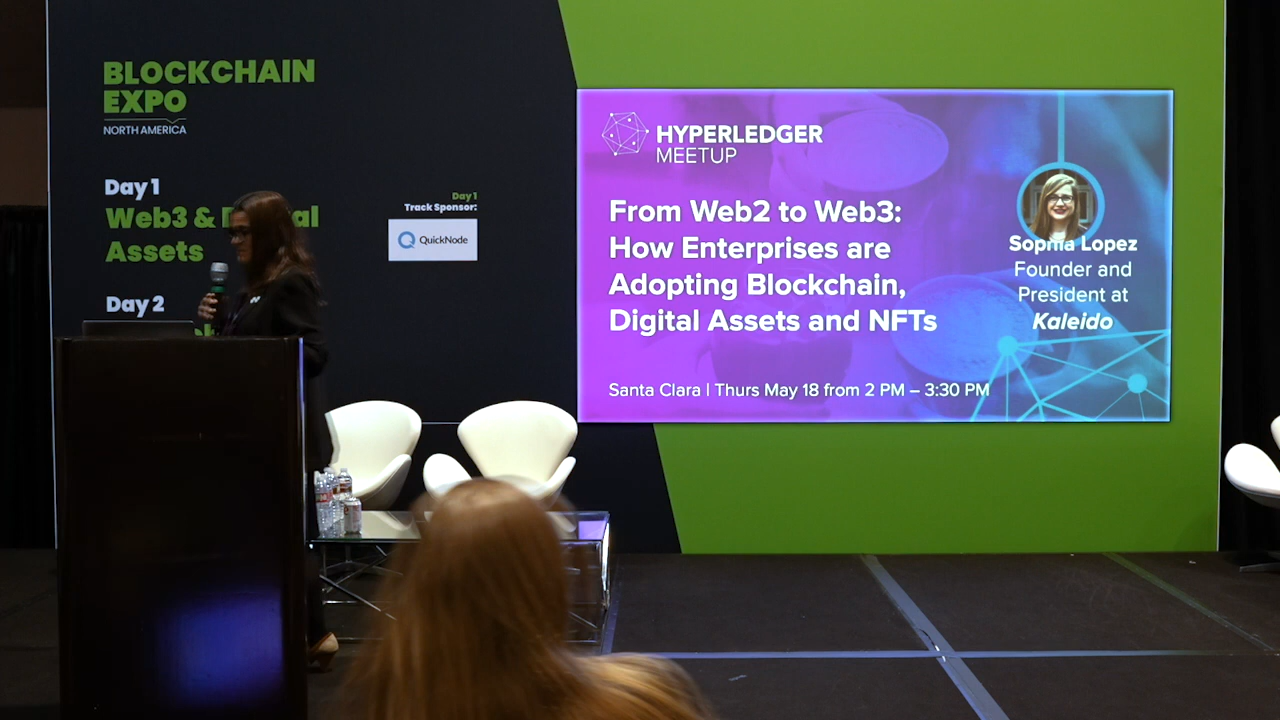 BLOCKCHAIN
EXPO
NORTH AMERICA
Day 1
Web3 &
Assets
Day 2
Day 1
Track Sponsor:
QuickNode
HYPERLEDGER
MEETUP
From Web2 to Web3:
How Enterprises are
Adopting Blockchain,
Digital Assets and NFTs
Santa Clara | Thurs May 18 from 2 PM – 3:30 PM
Sophia Lopez
Founder and
President at
Kaleido